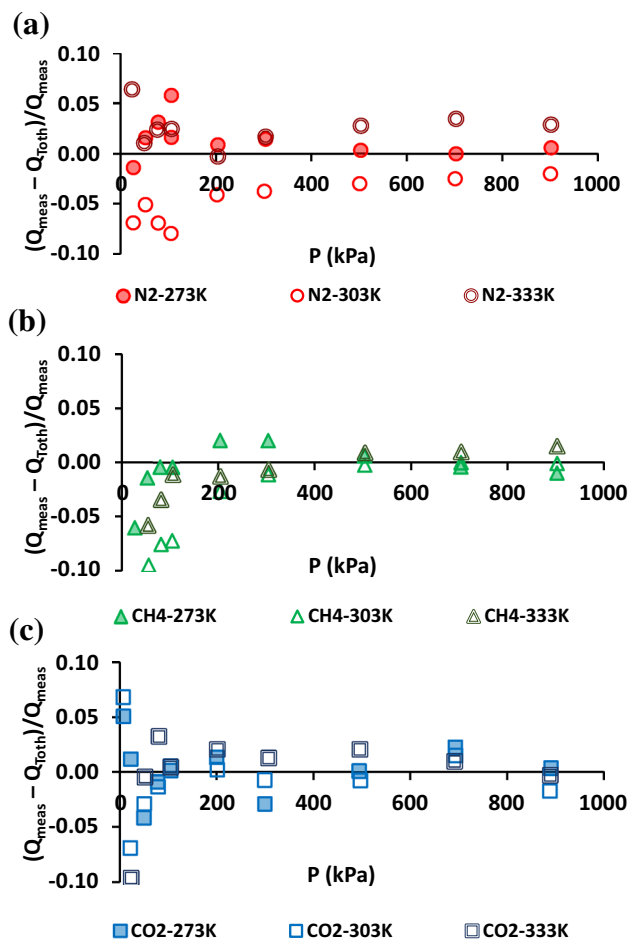 (a)
0.10
0.05
0.00
-0.05
-0.10
0 200 400 600 800 1000
(Q_meas − Q_Toth)/Q_meas
P (kPa)
N2-273K N2-303K N2-333K
(b)
0.10
0.05
0.00
-0.05
-0.10
0 200 400 600 800 1000
(Q_meas − Q_Toth)/Q_meas
P (kPa)
CH4-273K CH4-303K CH4-333K
(c)
0.10
0.05
0.00
-0.05
-0.10
0 200 400 600 800 1000
(Q_meas − Q_Toth)/Q_meas
P (kPa)
CO2-273K CO2-303K CO2-333K